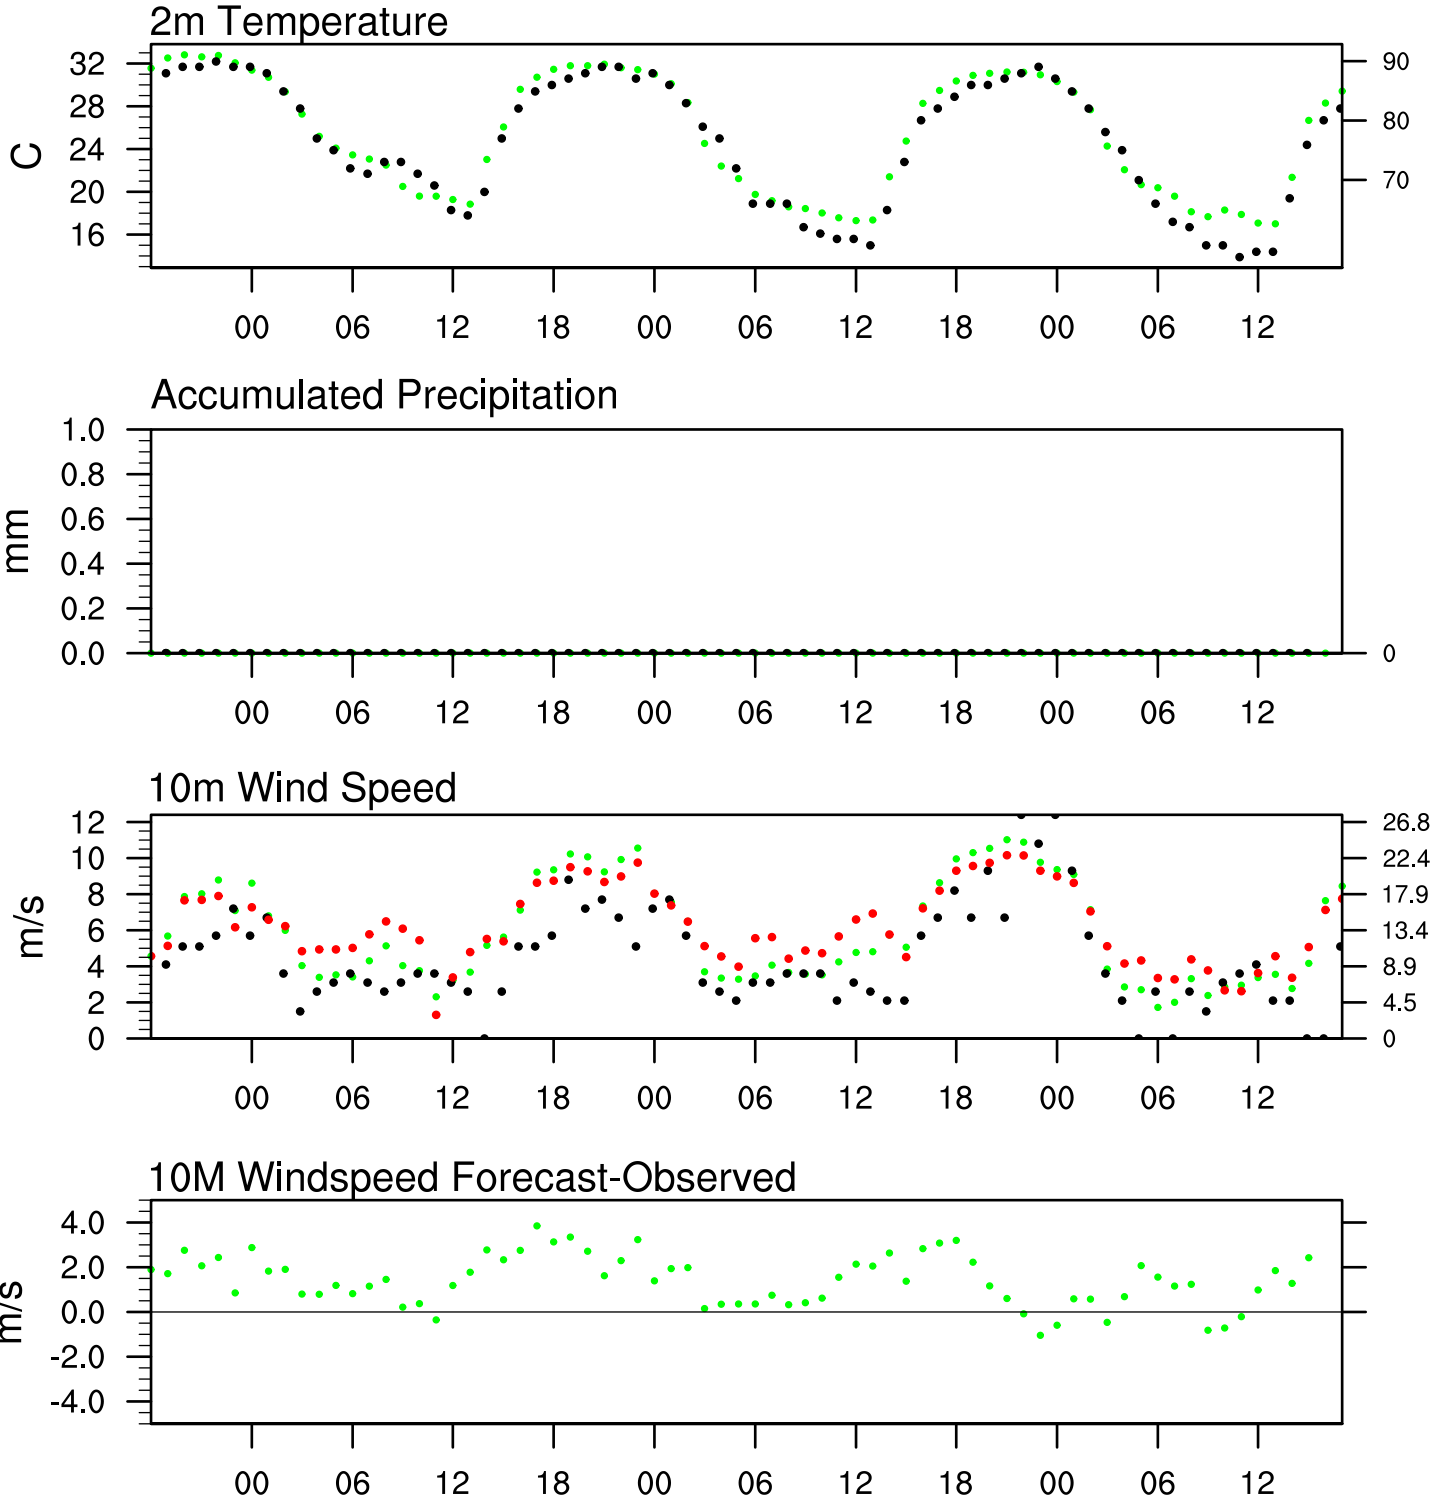 2m Temperature
32
28
24
20
16
C
90
80
70
00 06 12 18 00 06 12 18 00 06 12
Accumulated Precipitation
1.0
0.8
0.6
0.4
0.2
0.0
mm
0
00 06 12 18 00 06 12 18 00 06 12
10m Wind Speed
12
10
8
6
4
2
0
m/s
26.8
22.4
17.9
13.4
8.9
4.5
0
00 06 12 18 00 06 12 18 00 06 12
10M Windspeed Forecast-Observed
4.0
2.0
0.0
-2.0
-4.0
m/s
00 06 12 18 00 06 12 18 00 06 12